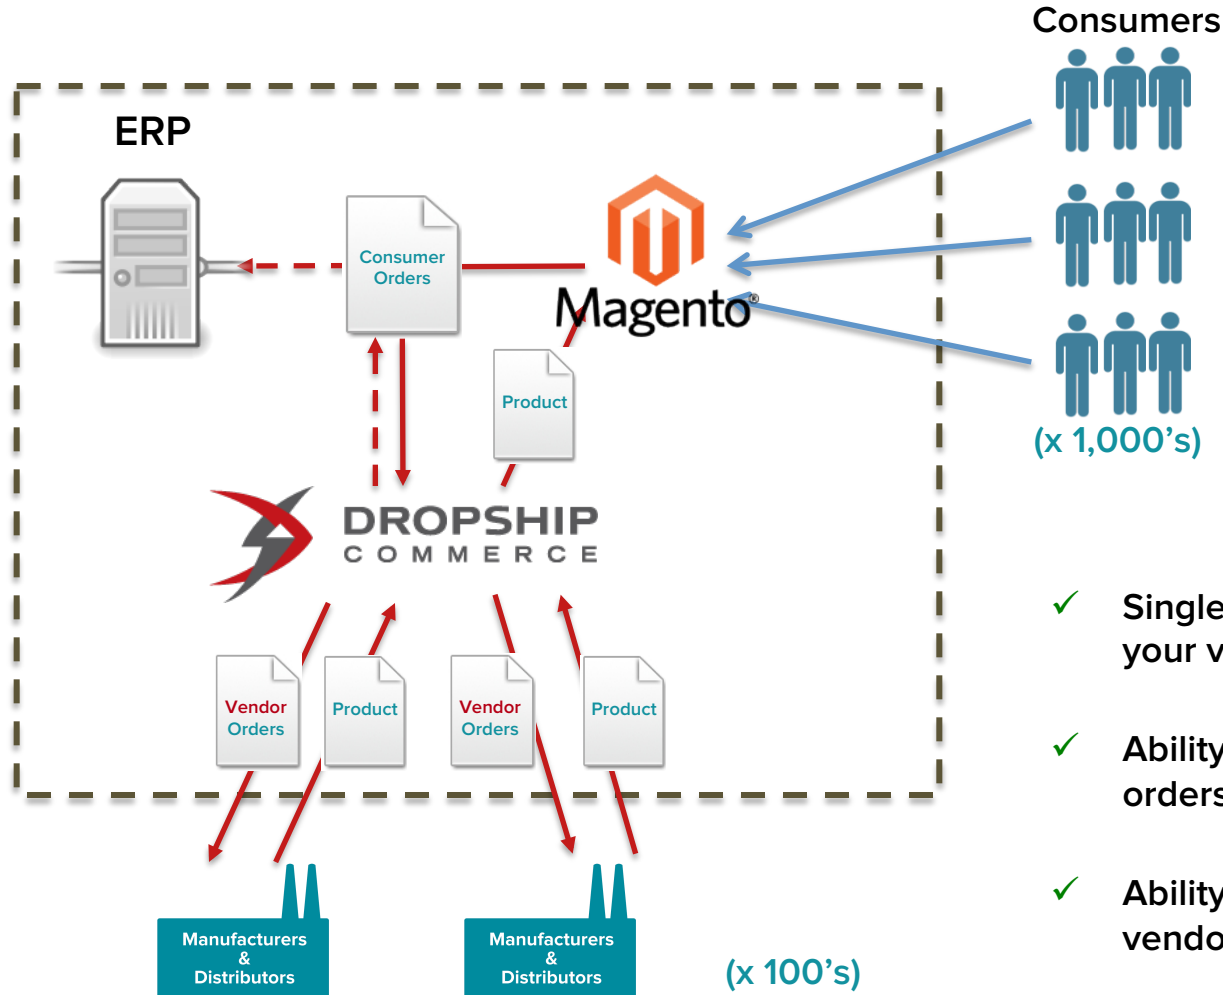 Consumers
ERP
Consumer
Orders
Magento®
Product
(x 1,000's)
DROPSHIP
COMMERCE
✓ Single
your v
Vendor
Orders
Product
Vendor
Orders
Product
✓ Ability
orders
✓ Ability
vendo
Manufacturers
&
Distributors
Manufacturers
&
Distributors
(x 100's)